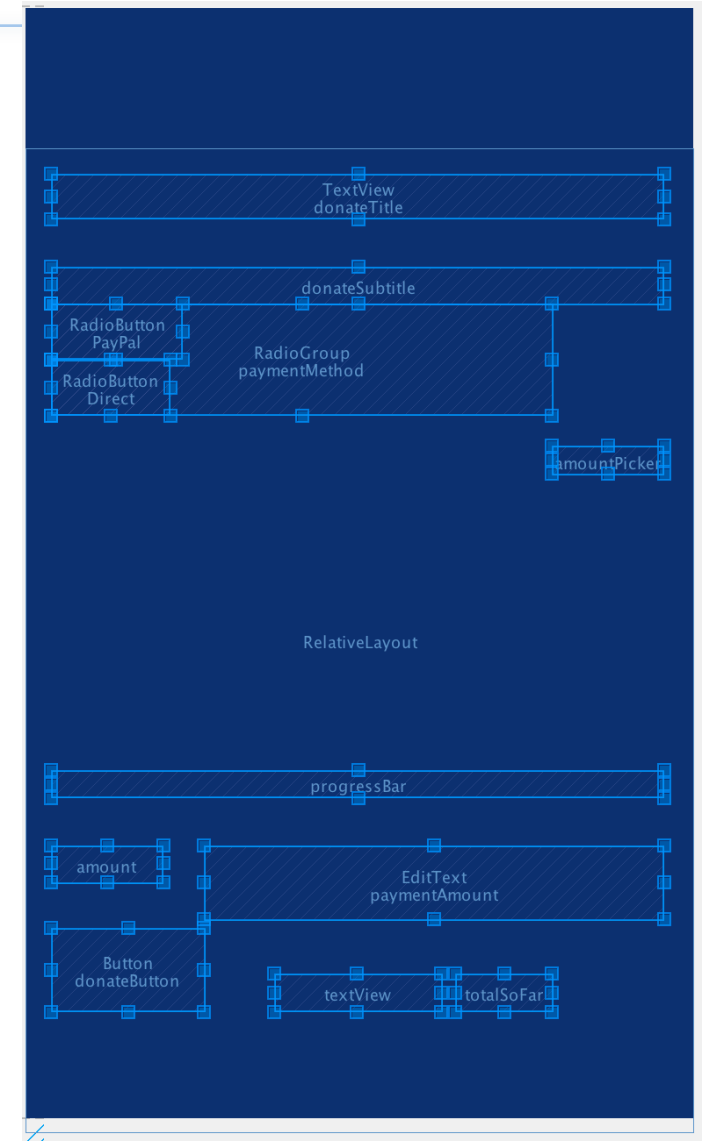 TextView
donateTitle
donateSubtitle
RadioButton
PayPal
RadioGroup
paymentMethod
RadioButton
Direct
amountPicker
RelativeLayout
progressBar
amount
EditText
paymentAmount
Button
donateButton
textView
totalSoFar